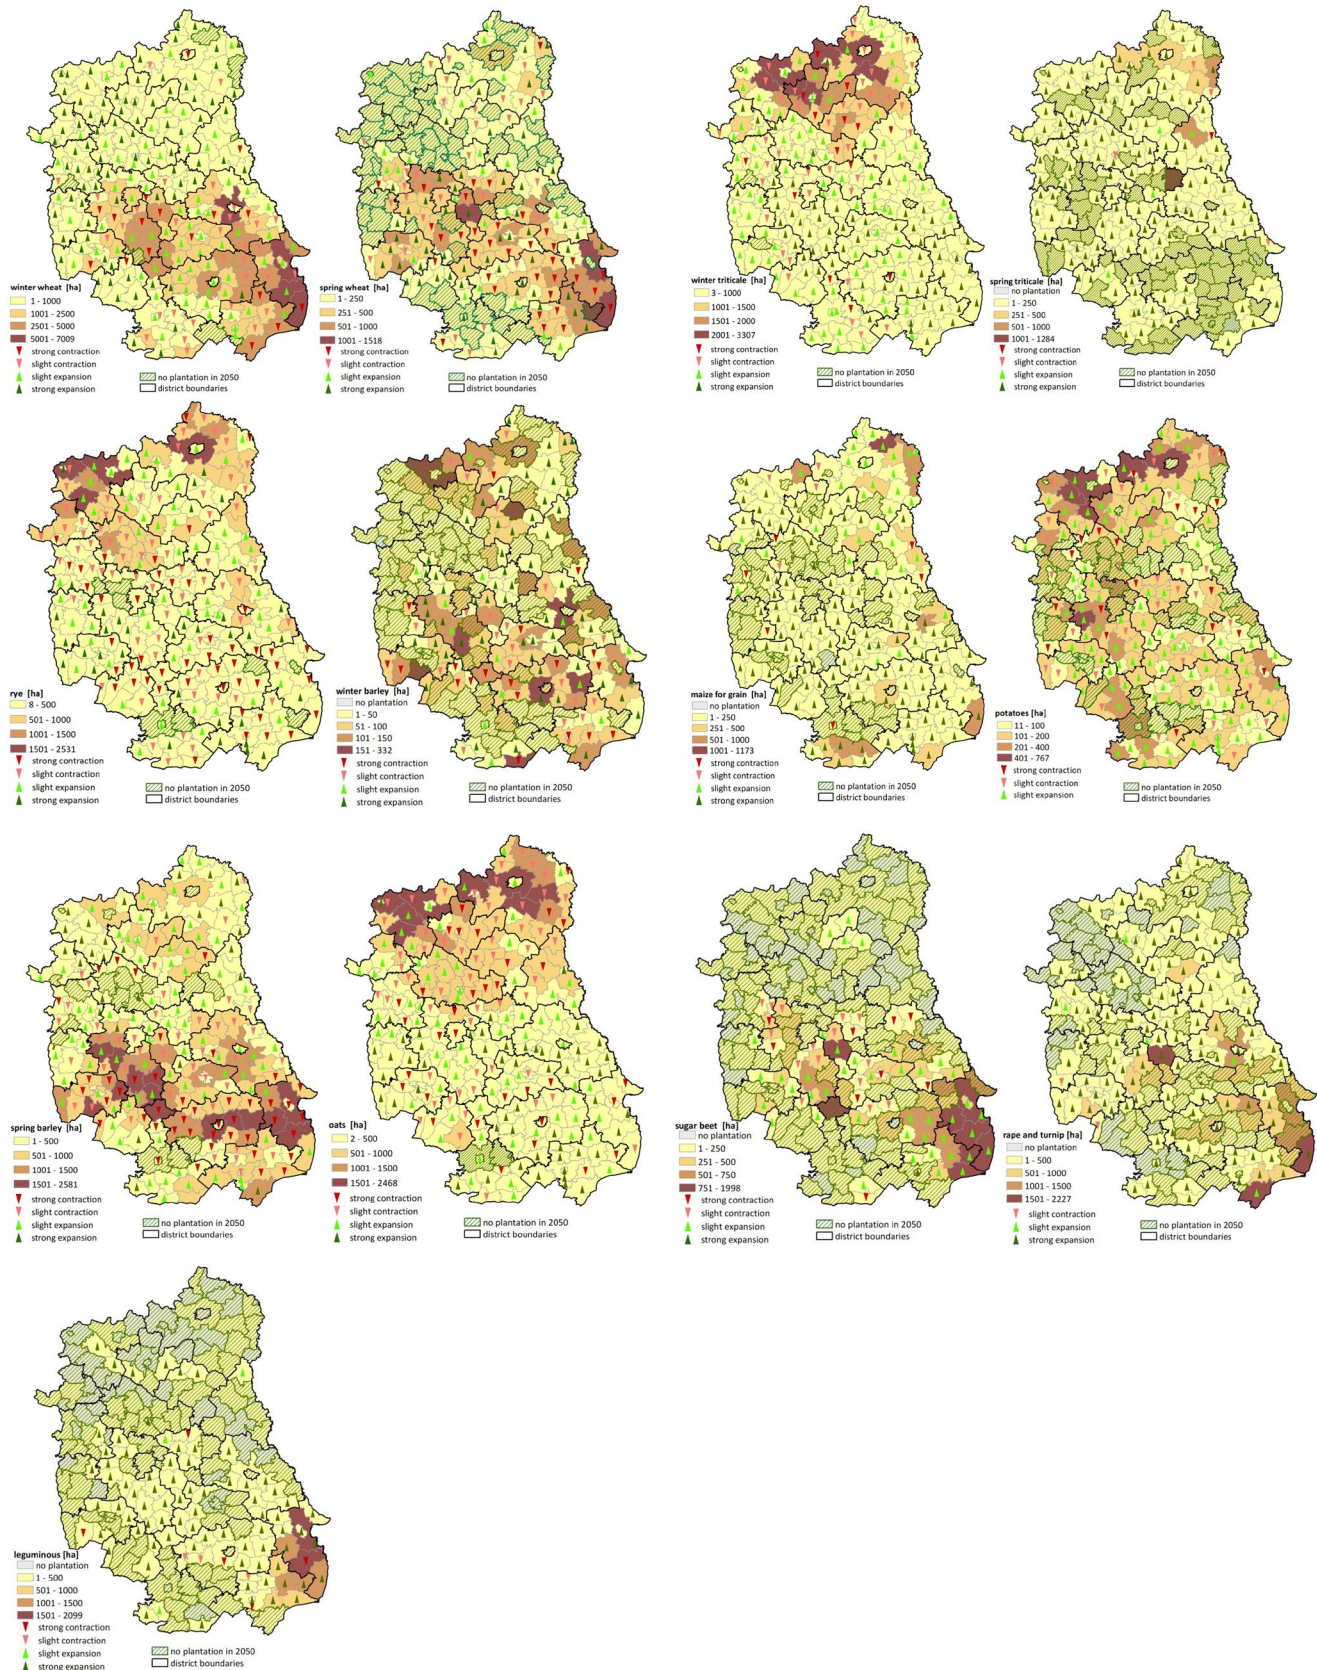 winter wheat [ha]
1 - 1000
1001 - 2500
2501 - 5000
5001 - 7009
strong contraction
slight contraction
slight expansion
strong expansion
no plantation in 2050
district boundaries
spring wheat [ha]
1 - 250
251 - 500
501 - 1000
1001 - 1518
strong contraction
slight contraction
slight expansion
strong expansion
no plantation in 2050
district boundaries
winter triticale [ha]
3 - 1000
1001 - 1500
1501 - 2000
2001 - 3307
strong contraction
slight contraction
slight expansion
strong expansion
no plantation in 2050
district boundaries
spring triticale [ha]
no plantation
1 - 250
251 - 500
501 - 1000
1001 - 1284
strong contraction
slight contraction
slight expansion
strong expansion
no plantation in 2050
district boundaries
rye [ha]
8 - 500
501 - 1000
1001 - 1500
1501 - 2531
strong contraction
slight contraction
slight expansion
strong expansion
no plantation in 2050
district boundaries
winter barley [ha]
no plantation
1 - 50
51 - 100
101 - 150
151 - 332
strong contraction
slight contraction
slight expansion
strong expansion
no plantation in 2050
district boundaries
maize for grain [ha]
no plantation
1 - 250
251 - 500
501 - 1000
1001 - 1173
strong contraction
slight contraction
slight expansion
strong expansion
no plantation in 2050
district boundaries
potatoes [ha]
11 - 100
101 - 200
201 - 400
401 - 767
strong contraction
slight contraction
slight expansion
no plantation in 2050
district boundaries
spring barley [ha]
1 - 500
501 - 1000
1001 - 1500
1501 - 2581
strong contraction
slight contraction
slight expansion
strong expansion
no plantation in 2050
district boundaries
oats [ha]
2 - 500
501 - 1000
1001 - 1500
1501 - 2468
strong contraction
slight contraction
slight expansion
strong expansion
no plantation in 2050
district boundaries
sugar beet [ha]
no plantation
1 - 250
251 - 500
501 - 750
751 - 1998
strong contraction
slight contraction
slight expansion
strong expansion
no plantation in 2050
district boundaries
rape and turnip [ha]
no plantation
1 - 500
501 - 1000
1001 - 1500
1501 - 2227
slight contraction
slight expansion
strong expansion
no plantation in 2050
district boundaries
leguminous [ha]
no plantation
1 - 500
501 - 1000
1001 - 1500
1501 - 2099
strong contraction
slight contraction
slight expansion
strong expansion
no plantation in 2050
district boundaries